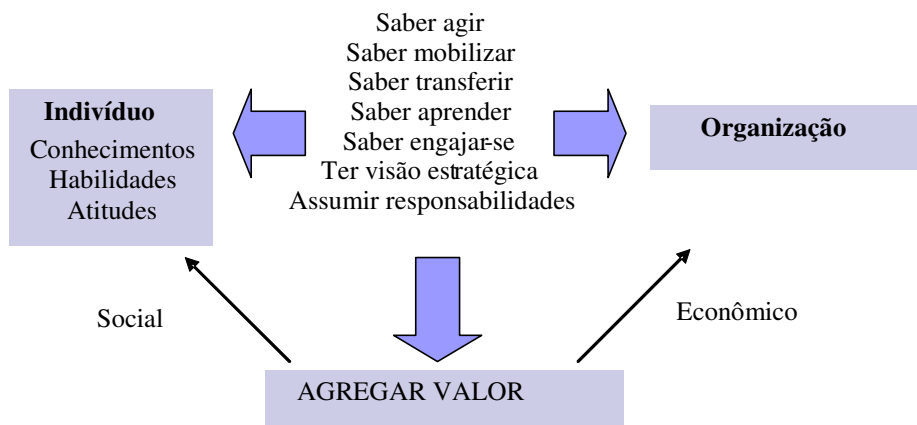 Saber agir
Saber mobilizar
Saber transferir
Saber aprender
Saber engajar-se
Ter visão estratégica
Assumir responsabilidades
Indivíduo
Conhecimentos
Habilidades
Atitudes
Organização
Social
Econômico
AGREGAR VALOR